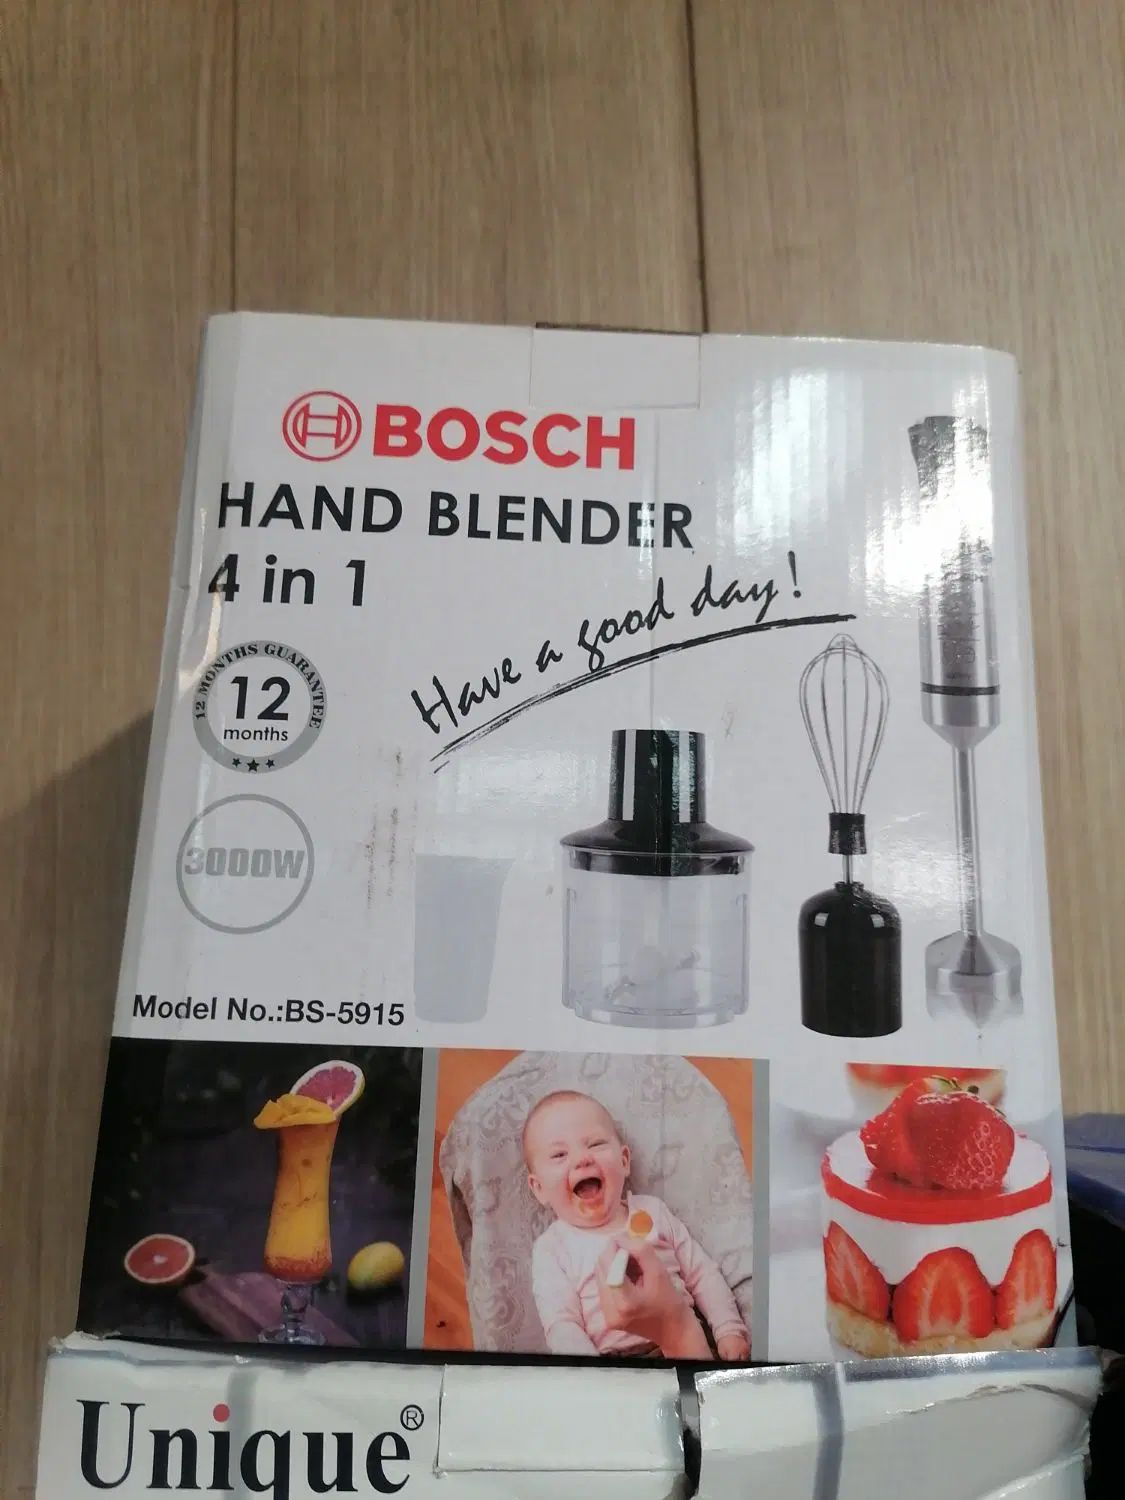 BOSCH
HAND BLENDER
4 in 1
Have a good day!
12 MONTHS GUARANTEE
12
months
3000W
Model No.:BS-5915
Unique®